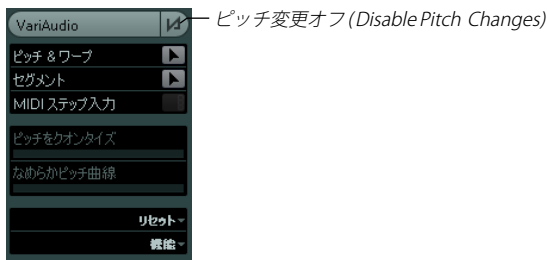 VariAudio
ピッチ変更オフ (Disable Pitch Changes)
ピッチ & ワープ
セグメント
MIDI ステップ入力
ピッチをクオンタイズ
なめらかピッチ曲線
リセット
機能